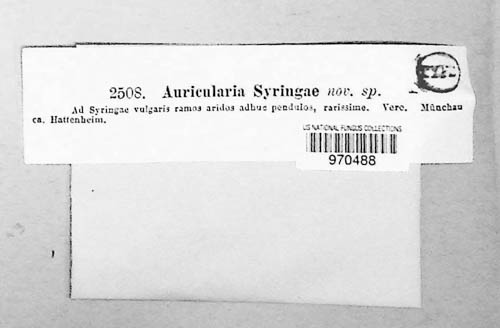 TYPE
2508. Auricularia Syringae nov. sp.
Ad Syringae vulgaris ramos aridos adhuc pendulos, rarissime. Vere. Münchau
ca. Hattenheim.
US NATIONAL FUNGUS COLLECTIONS
970488